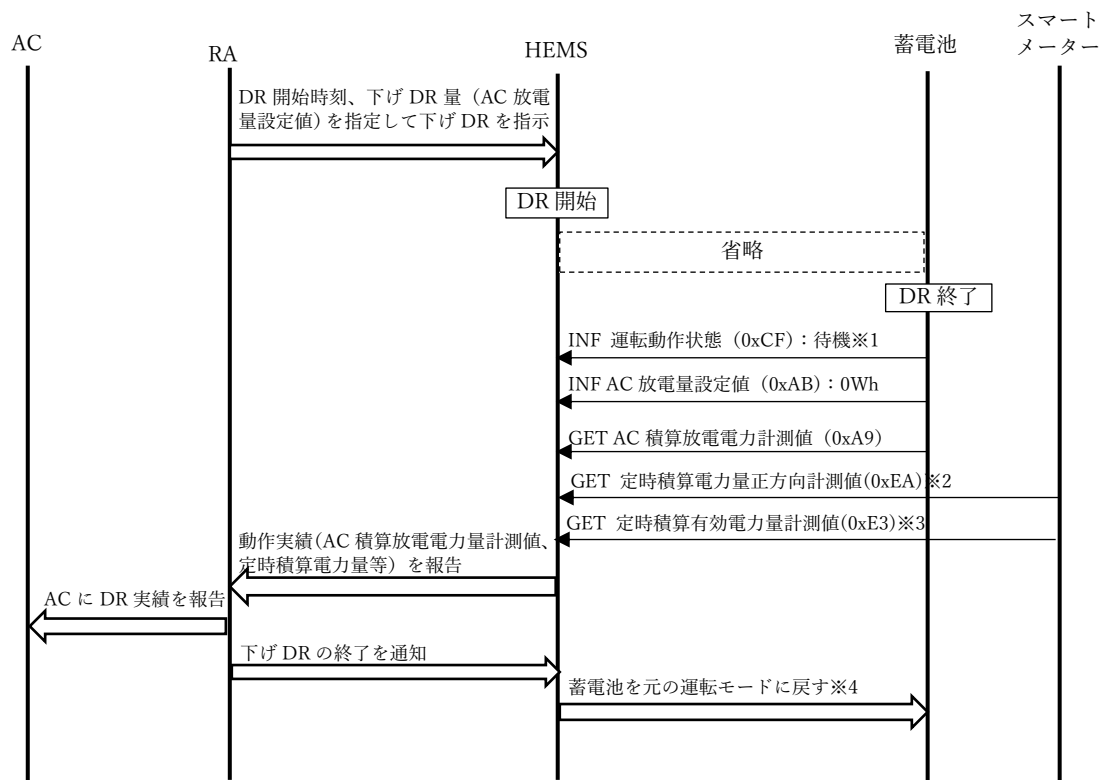 AC
RA
HEMS
蓄電池
スマート
メーター
DR 開始時刻、下げ DR 量（AC 放電
量設定値）を指定して下げ DR を指示
DR 開始
省略
DR 終了
INF 運転動作状態（0xCF）：待機※1
INF AC 放電量設定値（0xAB）：0Wh
GET AC 積算放電電力計測値（0xA9）
GET 定時積算電力量正方向計測値(0xEA)※2
GET 定時積算有効電力量計測値(0xE3)※3
動作実績(AC 積算放電電力量計測値、
定時積算電力量等）を報告
AC に DR 実績を報告
下げ DR の終了を通知
蓄電池を元の運転モードに戻す※4